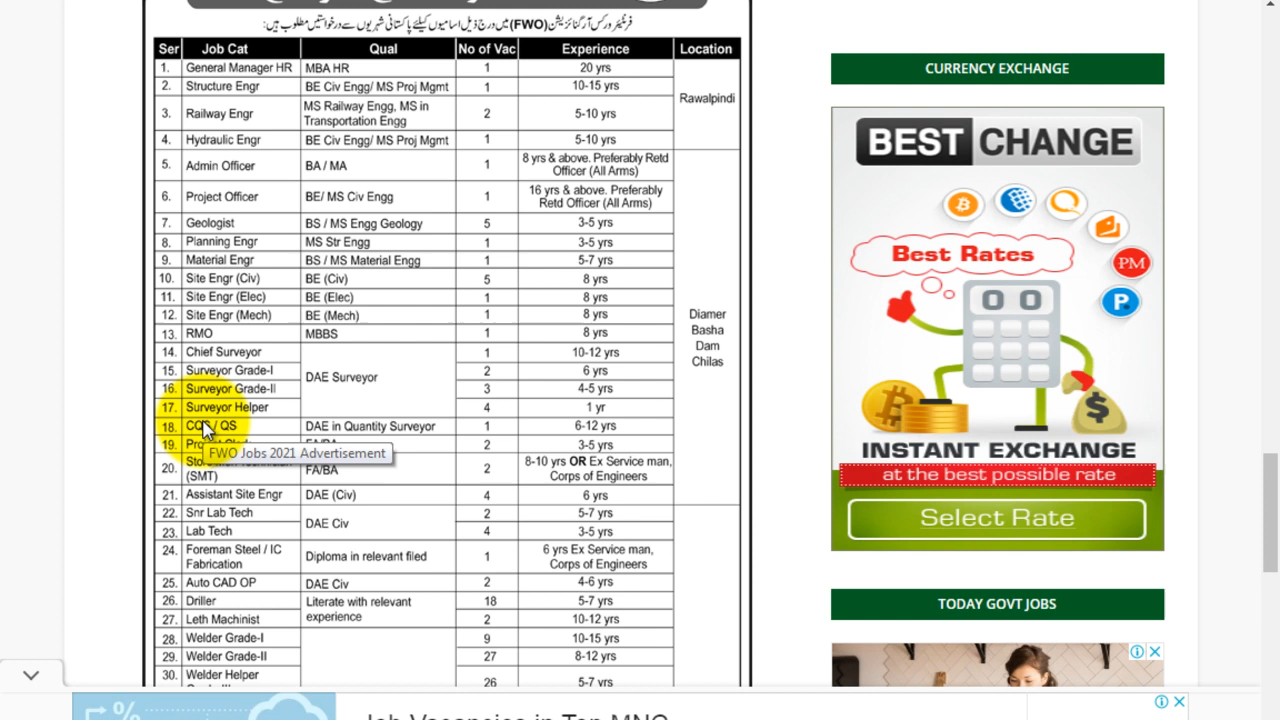 فرنٹیر ورکس آرگنائزیشن (FWO) میں درج ذیل اسامیوں کیلئے پاکستانی شہریوں سے درخواستیں مطلوب ہیں:
Ser Job Cat Qual No of Vac Experience Location
1. General Manager HR MBA HR 1 20 yrs
2. Structure Engr BE Civ Engg/ MS Proj Mgmt 1 10-15 yrs
Rawalpindi
3. Railway Engr MS Railway Engg, MS in Transportation Engg 2 5-10 yrs
4. Hydraulic Engr BE Civ Engg/ MS Proj Mgmt 1 5-10 yrs
5. Admin Officer BA / MA 1 8 yrs & above. Preferably Retd Officer (All Arms)
6. Project Officer BE/ MS Civ Engg 1 16 yrs & above. Preferably Retd Officer (All Arms)
7. Geologist BS / MS Engg Geology 5 3-5 yrs
8. Planning Engr MS Str Engg 1 3-5 yrs
9. Material Engr BS / MS Material Engg 1 5-7 yrs
10. Site Engr (Civ) BE (Civ) 5 8 yrs
11. Site Engr (Elec) BE (Elec) 1 8 yrs
12. Site Engr (Mech) BE (Mech) 1 8 yrs
Diamer
Basha
Dam
Chilas
13. RMO MBBS 1 8 yrs
14. Chief Surveyor 1 10-12 yrs
15. Surveyor Grade-I DAE Surveyor 2 6 yrs
16. Surveyor Grade-II 3 4-5 yrs
17. Surveyor Helper 4 1 yr
18. / QS DAE in Quantity Surveyor 1 6-12 yrs
19. 2 3-5 yrs
FWO Jobs 2021 Advertisement
20. (SMT) FA/BA 2 8-10 yrs OR Ex Service man, Corps of Engineers
21. Assistant Site Engr DAE (Civ) 4 6 yrs
22. Snr Lab Tech DAE Civ 2 5-7 yrs
23. Lab Tech 4 3-5 yrs
24. Foreman Steel / IC Fabrication Diploma in relevant filed 1 6 yrs Ex Service man, Corps of Engineers
25. Auto CAD OP DAE Civ 2 4-6 yrs
26. Driller Literate with relevant experience 18 5-7 yrs
27. Leth Machinist 2 10-12 yrs
28. Welder Grade-I 9 10-15 yrs
29. Welder Grade-II 27 8-12 yrs
30. Welder Helper 26 5-7 yrs
CURRENCY EXCHANGE
BEST CHANGE
Best Rates
PM
INSTANT EXCHANGE
at the best possible rate
Select Rate
TODAY GOVT JOBS
Job Vacancies in Top MNC